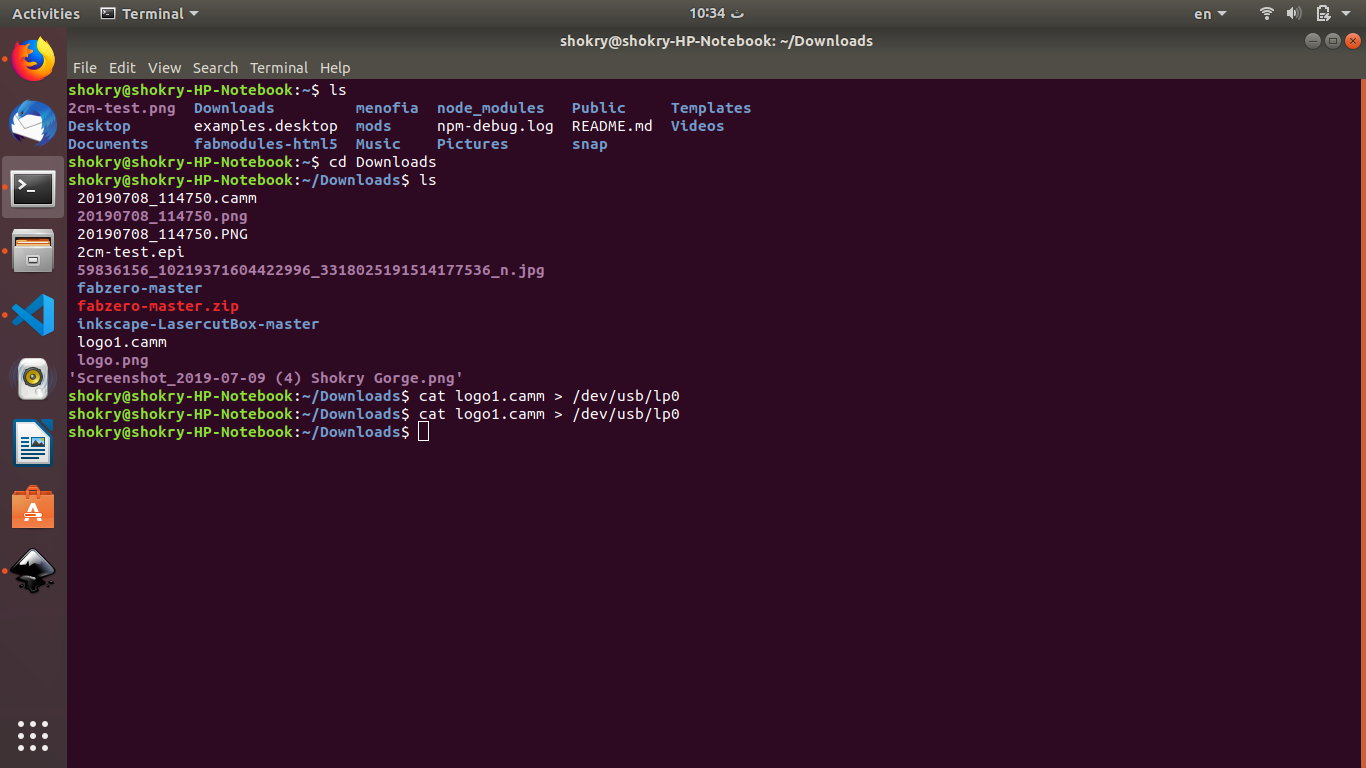 Activities Terminal 10:34 ث en
shokry@shokry-HP-Notebook: ~/Downloads
File Edit View Search Terminal Help
shokry@shokry-HP-Notebook:~$ ls
2cm-test.png Downloads menofia node_modules Public Templates
Desktop examples.desktop mods npm-debug.log README.md Videos
Documents fabmodules-html5 Music Pictures snap
shokry@shokry-HP-Notebook:~$ cd Downloads
shokry@shokry-HP-Notebook:~/Downloads$ ls
20190708_114750.camm
20190708_114750.png
20190708_114750.PNG
2cm-test.epi
59836156_10219371604422996_3318025191514177536_n.jpg
fabzero-master
fabzero-master.zip
inkscape-LasercutBox-master
logo1.camm
logo.png
'Screenshot_2019-07-09 (4) Shokry Gorge.png'
shokry@shokry-HP-Notebook:~/Downloads$ cat logo1.camm > /dev/usb/lp0
shokry@shokry-HP-Notebook:~/Downloads$ cat logo1.camm > /dev/usb/lp0
shokry@shokry-HP-Notebook:~/Downloads$